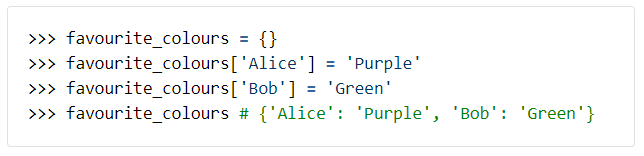 >>> favourite_colours = {}
>>> favourite_colours['Alice'] = 'Purple'
>>> favourite_colours['Bob'] = 'Green'
>>> favourite_colours # {'Alice': 'Purple', 'Bob': 'Green'}